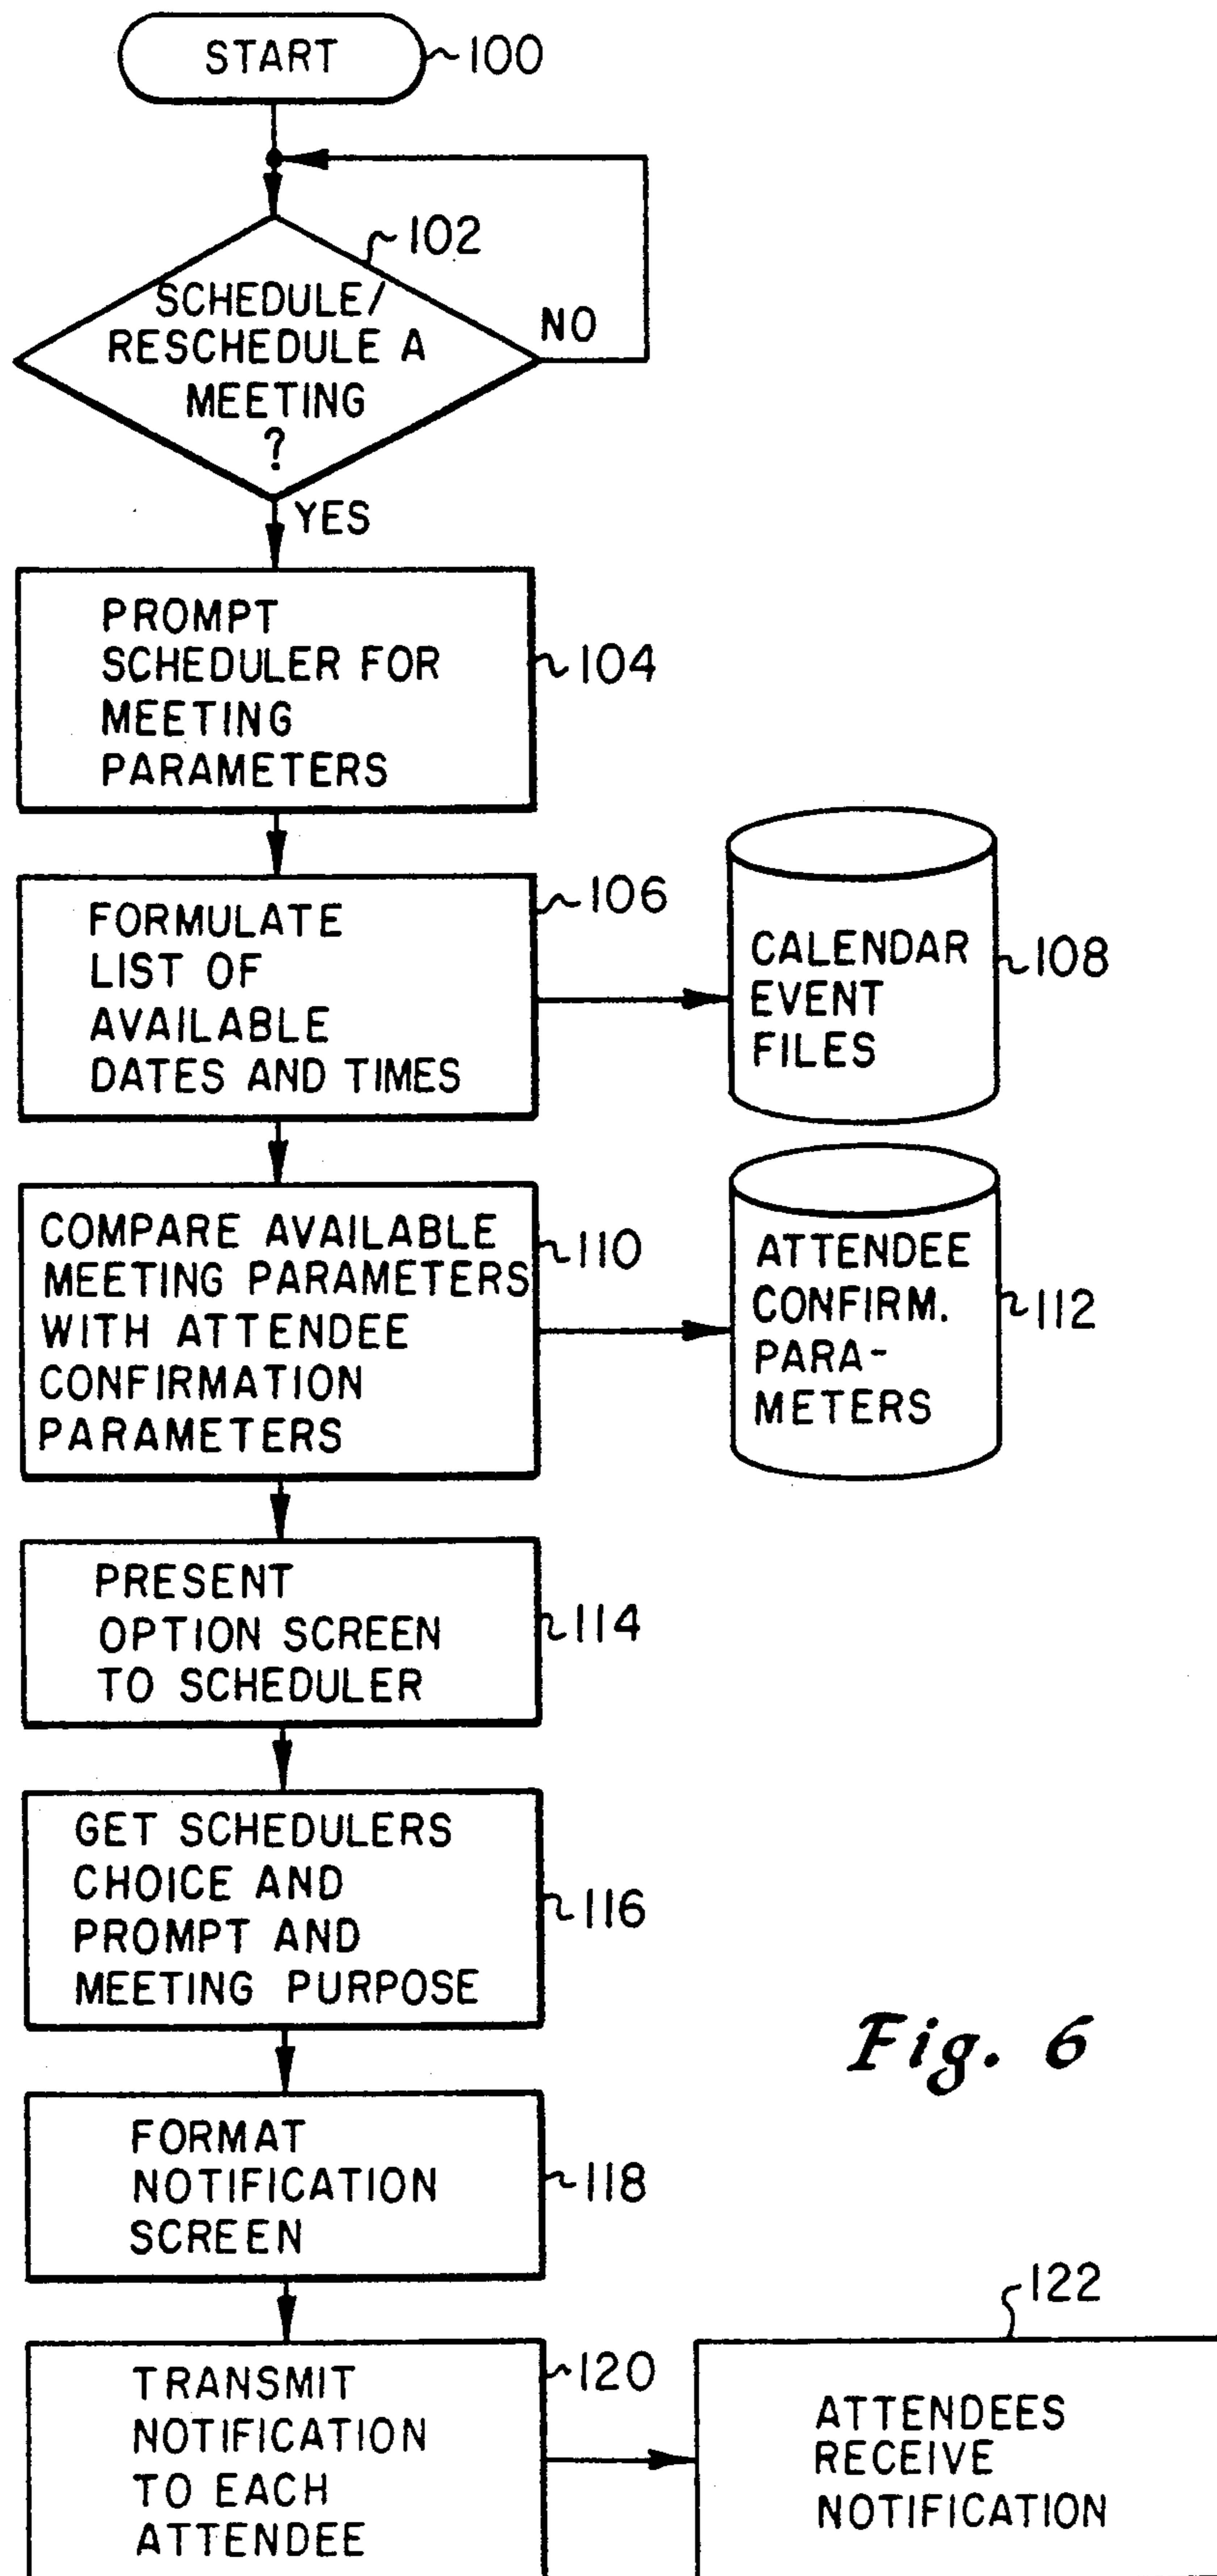 START
100
102
SCHEDULE/
RESCHEDULE A
MEETING
?
NO
YES
PROMPT
SCHEDULER FOR
MEETING
PARAMETERS
104
FORMULATE
LIST OF
AVAILABLE
DATES AND TIMES
106
CALENDAR
EVENT
FILES
108
COMPARE AVAILABLE
MEETING PARAMETERS
WITH ATTENDEE
CONFIRMATION
PARAMETERS
110
ATTENDEE
CONFIRM.
PARA-
METERS
112
PRESENT
OPTION SCREEN
TO SCHEDULER
114
GET SCHEDULERS
CHOICE AND
PROMPT AND
MEETING PURPOSE
116
Fig. 6
FORMAT
NOTIFICATION
SCREEN
118
TRANSMIT
NOTIFICATION
TO EACH
ATTENDEE
120
122
ATTENDEES
RECEIVE
NOTIFICATION